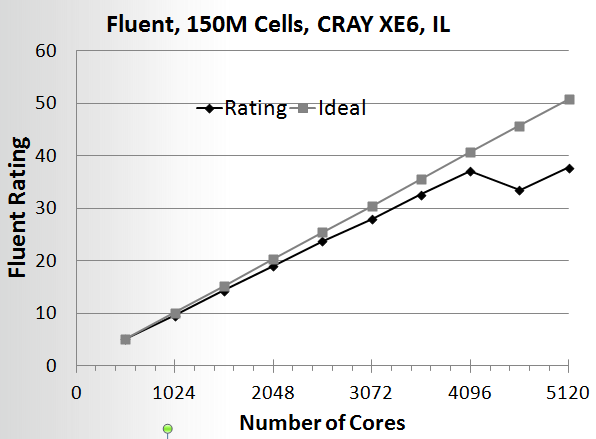 Fluent, 150M Cells, CRAY XE6, IL
60
50
40
30
20
10
0
Fluent Rating
Rating Ideal
0 1024 2048 3072 4096 5120
Number of Cores